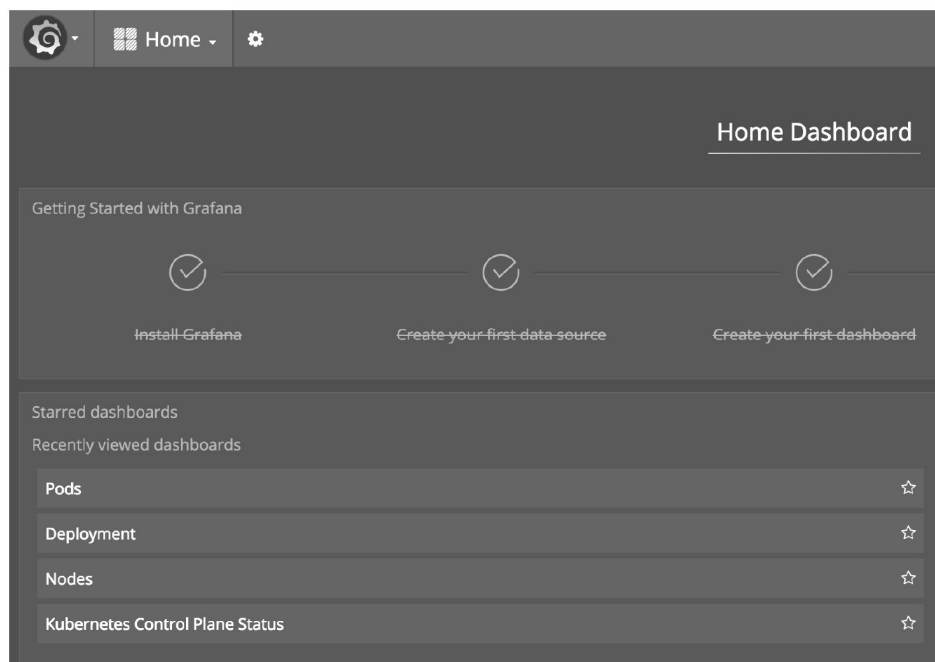 Home
Home Dashboard
Getting Started with Grafana
Install Grafana
Create your first data source
Create your first dashboard
Starred dashboards
Recently viewed dashboards
Pods
Deployment
Nodes
Kubernetes Control Plane Status